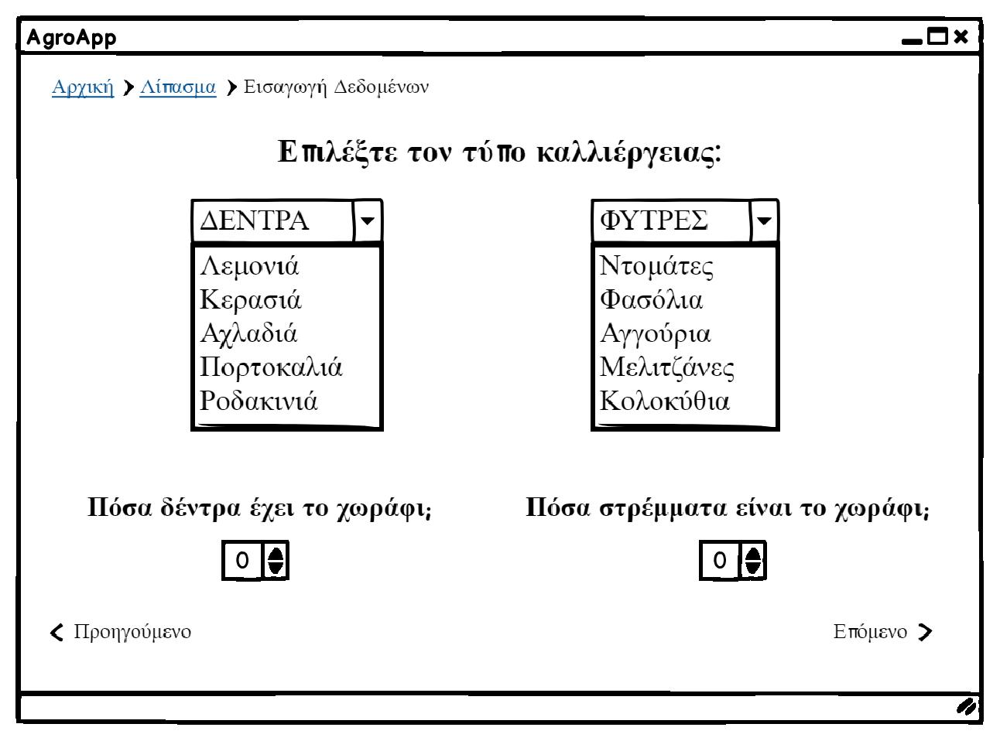 AgroApp
Αρχική Λίπασμα Εισαγωγή Δεδομένων
Επιλέξτε τον τύπο καλλιέργειας:
ΔΕΝΤΡΑ ΦΥΤΡΕΣ
Λεμονιά Ντομάτες
Κερασιά Φασόλια
Αχλαδιά Αγγούρια
Πορτοκαλιά Μελιτζάνες
Ροδακινιά Κολοκύθια
Πόσα δέντρα έχει το χωράφι; Πόσα στρέμματα είναι το χωράφι;
0 0
Προηγούμενο Επόμενο